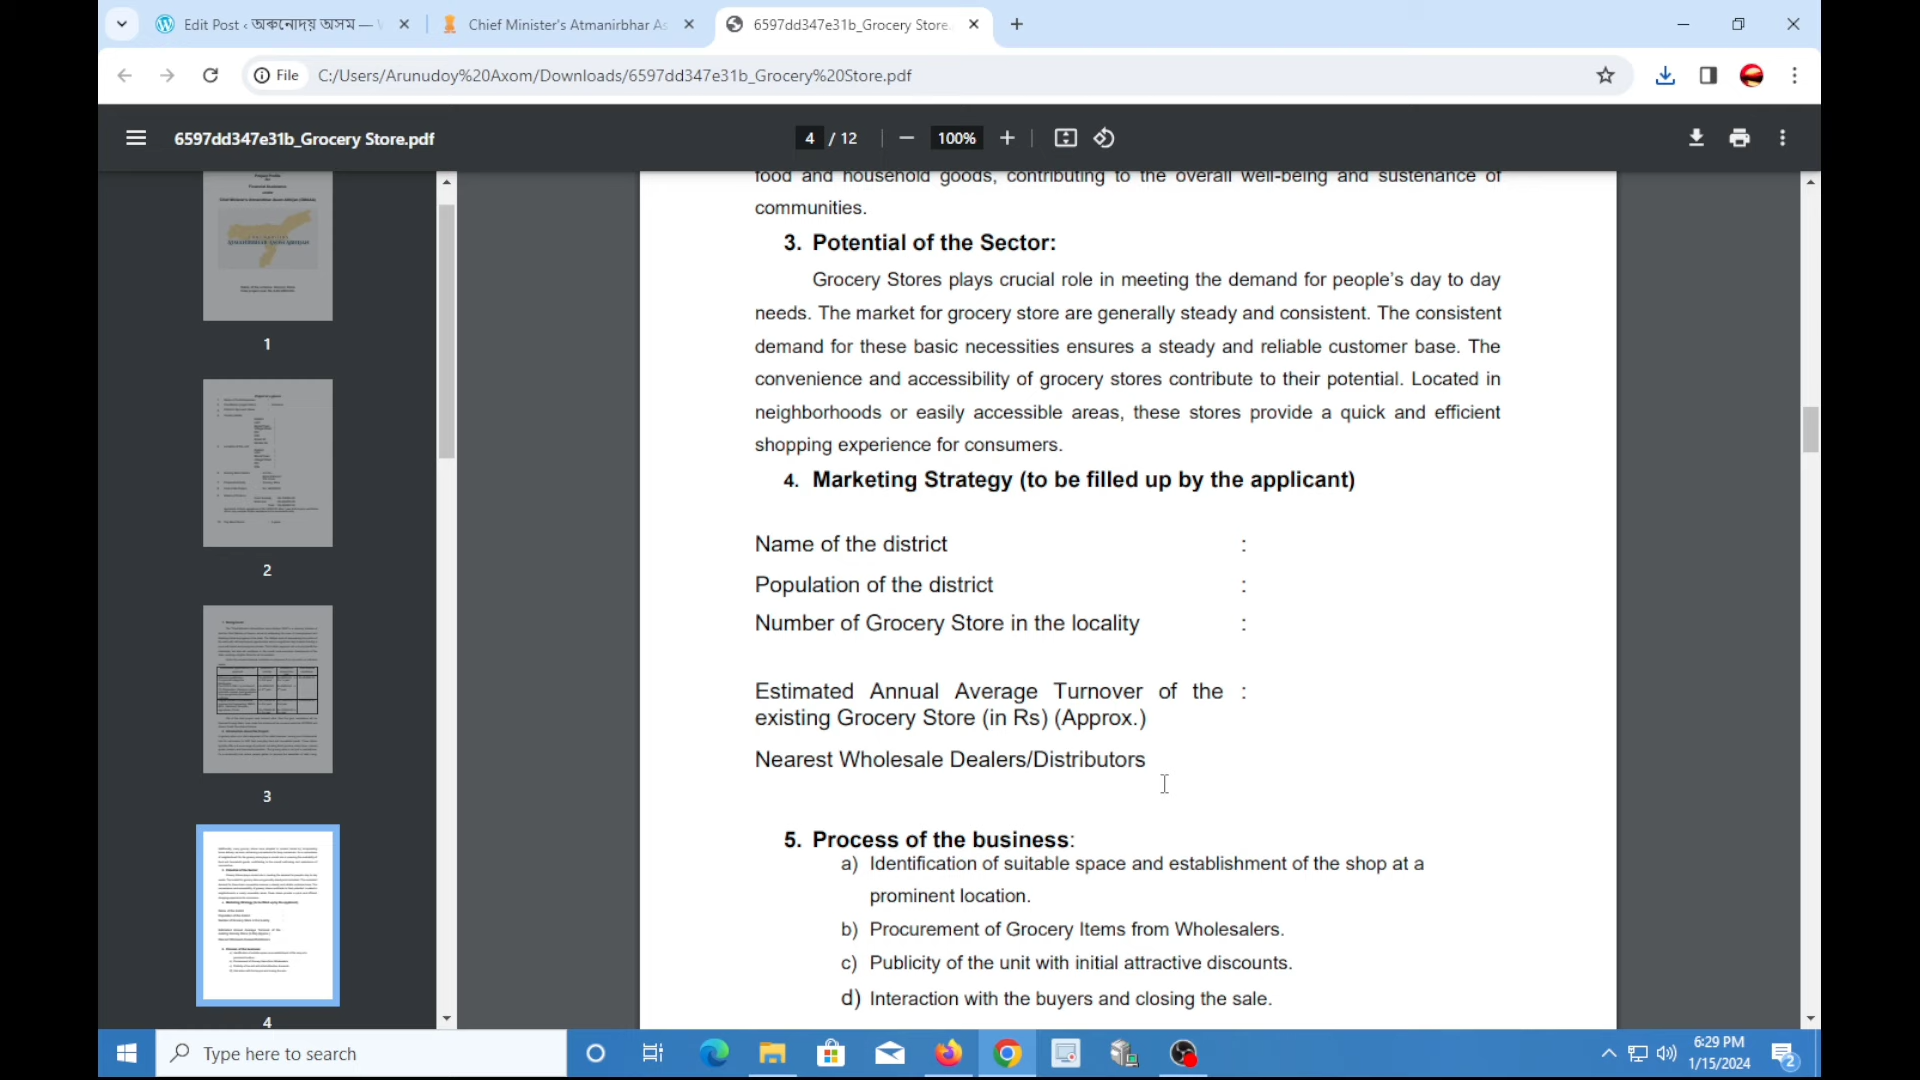 Edit Post ‹ অৰুণোদয় অসম —
Chief Minister's Atmanirbhar As
6597dd347e31b_Grocery Store.
File
C:/Users/Arunudoy%20Axom/Downloads/6597dd347e31b_Grocery%20Store.pdf
6597dd347e31b_Grocery Store.pdf
4 / 12
100%
1
2
3
4
food and household goods, contributing to the overall well-being and sustenance of
communities.
3. Potential of the Sector:
Grocery Stores plays crucial role in meeting the demand for people’s day to day
needs. The market for grocery store are generally steady and consistent. The consistent
demand for these basic necessities ensures a steady and reliable customer base. The
convenience and accessibility of grocery stores contribute to their potential. Located in
neighborhoods or easily accessible areas, these stores provide a quick and efficient
shopping experience for consumers.
4. Marketing Strategy (to be filled up by the applicant)
Name of the district :
Population of the district :
Number of Grocery Store in the locality :
Estimated Annual Average Turnover of the :
existing Grocery Store (in Rs) (Approx.)
Nearest Wholesale Dealers/Distributors
5. Process of the business:
a) Identification of suitable space and establishment of the shop at a
prominent location.
b) Procurement of Grocery Items from Wholesalers.
c) Publicity of the unit with initial attractive discounts.
d) Interaction with the buyers and closing the sale.
Type here to search
6:29 PM
1/15/2024
2